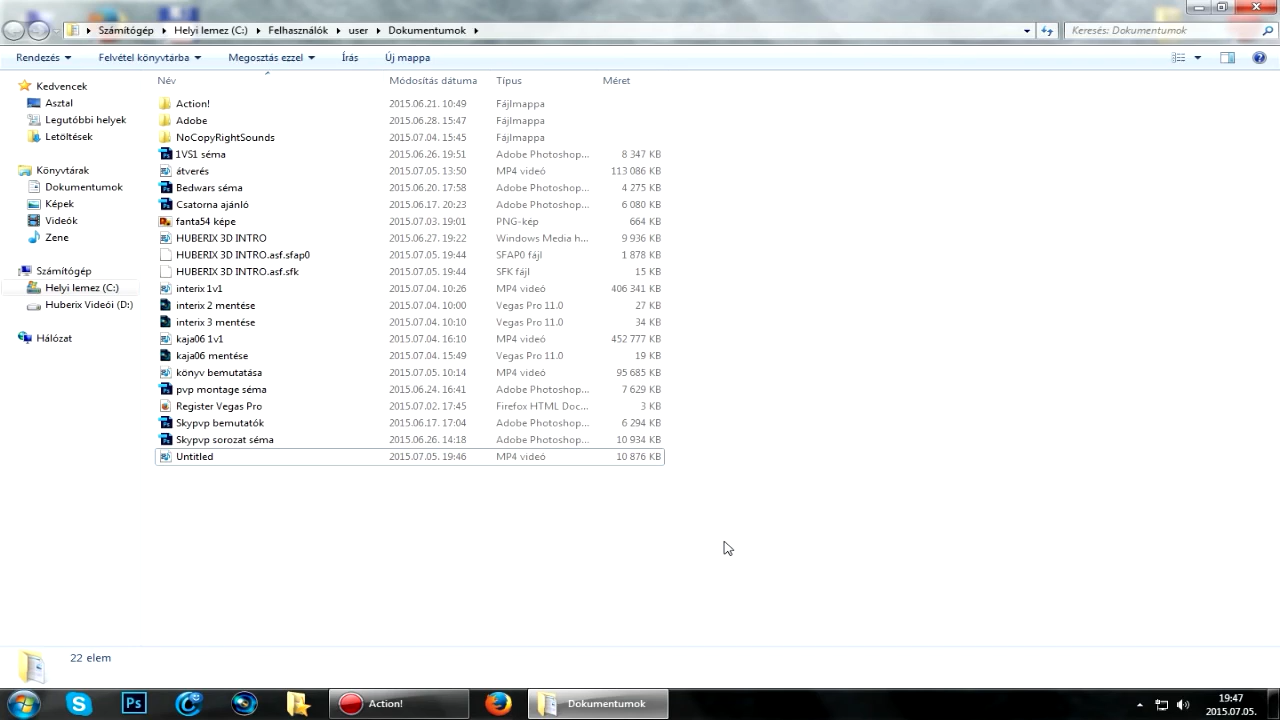 Számítógép Helyi lemez (C:) Felhasználók user Dokumentumok Keresés: Dokumentumok
Rendezés Felvétel könyvtárba Megosztás ezzel Írás Új mappa
Név Módosítás dátuma Típus Méret
Kedvencek
Asztal
Legutóbbi helyek
Letöltések
Könyvtárak
Dokumentumok
Képek
Videók
Zene
Számítógép
Helyi lemez (C:)
Huberix Videói (D:)
Hálózat
Action! 2015.06.21. 10:49 Fájlmappa
Adobe 2015.06.28. 15:47 Fájlmappa
NoCopyRightSounds 2015.07.04. 15:45 Fájlmappa
1VS1 séma 2015.06.26. 19:51 Adobe Photoshop... 8 347 KB
átverés 2015.07.05. 13:50 MP4 videó 113 086 KB
Bedwars séma 2015.06.20. 17:58 Adobe Photoshop... 4 275 KB
Csatorna ajánló 2015.06.17. 20:23 Adobe Photoshop... 6 080 KB
fanta54 képe 2015.07.03. 19:01 PNG-kép 664 KB
HUBERIX 3D INTRO 2015.06.27. 19:22 Windows Media h... 9 936 KB
HUBERIX 3D INTRO.asf.sfap0 2015.07.05. 19:44 SFAP0 fájl 1 878 KB
HUBERIX 3D INTRO.asf.sfk 2015.07.05. 19:44 SFK fájl 15 KB
interix 1v1 2015.07.04. 10:26 MP4 videó 406 341 KB
interix 2 mentése 2015.07.04. 10:00 Vegas Pro 11.0 27 KB
interix 3 mentése 2015.07.04. 10:10 Vegas Pro 11.0 34 KB
kaja06 1v1 2015.07.04. 16:10 MP4 videó 452 777 KB
kaja06 mentése 2015.07.04. 15:49 Vegas Pro 11.0 19 KB
könyv bemutatása 2015.07.05. 10:14 MP4 videó 95 685 KB
pvp montage séma 2015.06.24. 16:41 Adobe Photoshop... 7 629 KB
Register Vegas Pro 2015.07.02. 17:45 Firefox HTML Doc... 3 KB
Skypvp bemutatók 2015.06.17. 17:04 Adobe Photoshop... 6 294 KB
Skypvp sorozat séma 2015.06.26. 14:18 Adobe Photoshop... 10 934 KB
Untitled 2015.07.05. 19:46 MP4 videó 10 876 KB
22 elem
Ps Action! Dokumentumok 19:47
2015.07.05.